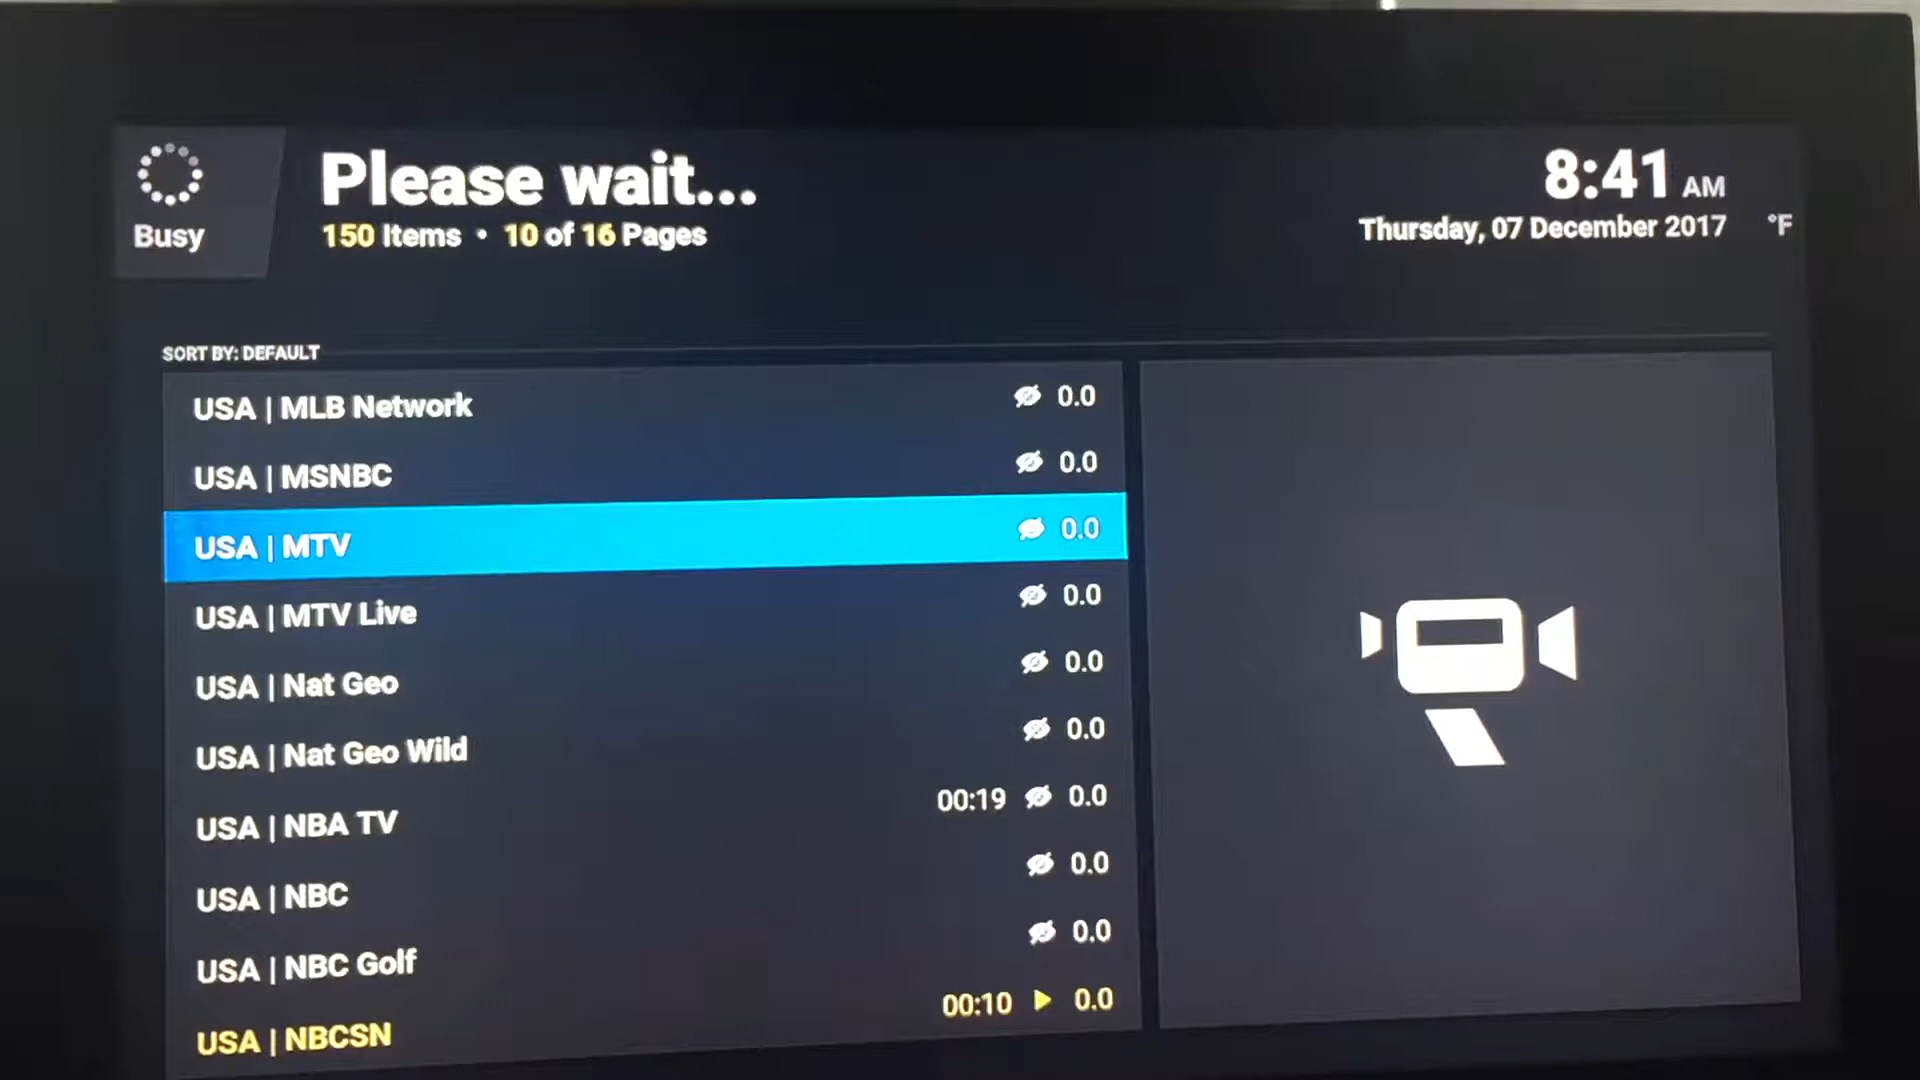 Busy
Please wait...
150 Items • 10 of 16 Pages
8:41 AM
Thursday, 07 December 2017 °F
SORT BY: DEFAULT
USA | MLB Network 0.0
USA | MSNBC 0.0
USA | MTV 0.0
USA | MTV Live 0.0
USA | Nat Geo 0.0
USA | Nat Geo Wild 0.0
USA | NBA TV 00:19 0.0
USA | NBC 0.0
USA | NBC Golf 0.0
USA | NBCSN 00:10 0.0